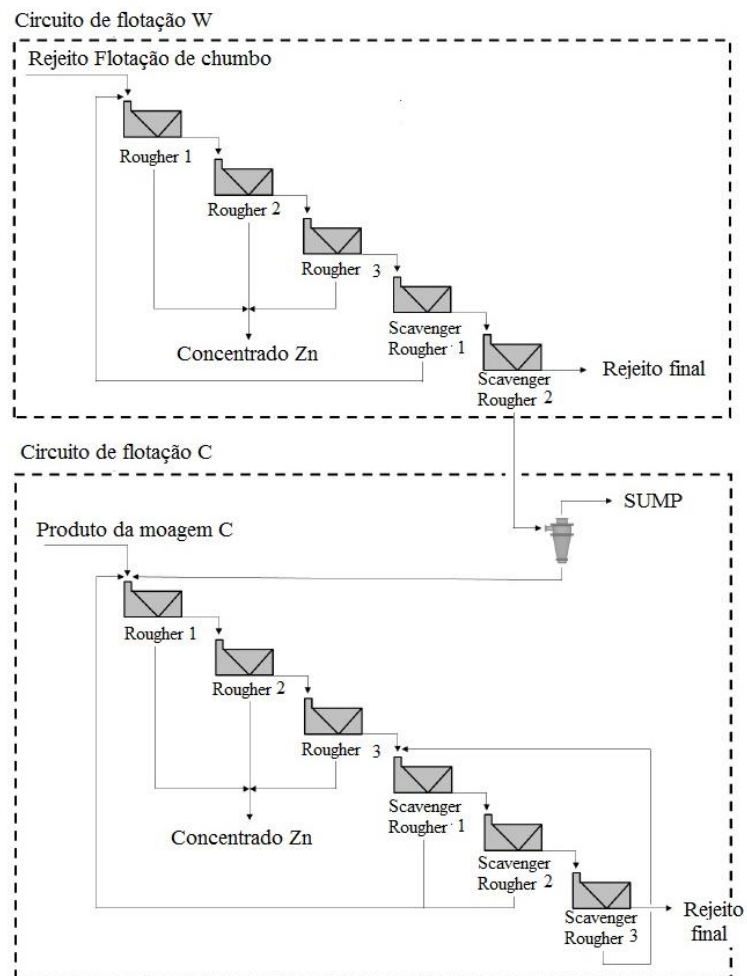 Circuito de flotação W
Rejeito Flotação de chumbo
Rougher 1
Rougher 2
Rougher 3
Scavenger
Rougher 1
Concentrado Zn
Scavenger
Rougher 2
Rejeito final
Circuito de flotação C
SUMP
Produto da moagem C
Rougher 1
Rougher 2
Rougher 3
Scavenger
Rougher 1
Concentrado Zn
Scavenger
Rougher 2
Scavenger
Rougher 3
Rejeito
final